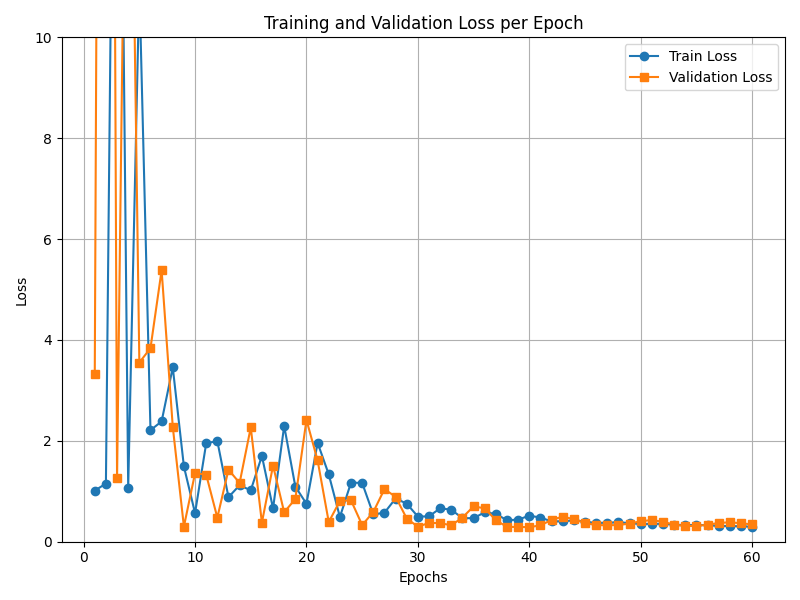 Training and Validation Loss per Epoch
Train Loss
Validation Loss
10
8
6
4
2
0
Loss
0 10 20 30 40 50 60
Epochs